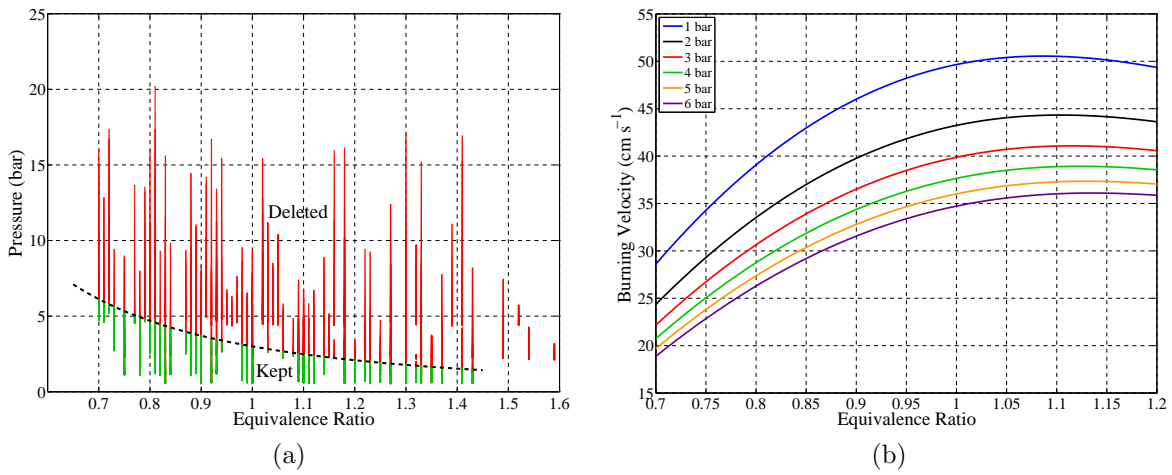 25
20
15
10
5
0
Pressure (bar)
Deleted
Kept
0.7 0.8 0.9 1.0 1.1 1.2 1.3 1.4 1.5 1.6
Equivalence Ratio
(a)
55
50
45
40
35
30
25
20
15
Burning Velocity (cm s⁻¹)
1 bar
2 bar
3 bar
4 bar
5 bar
6 bar
0.7 0.75 0.8 0.85 0.9 0.95 1 1.05 1.1 1.15 1.2
Equivalence Ratio
(b)